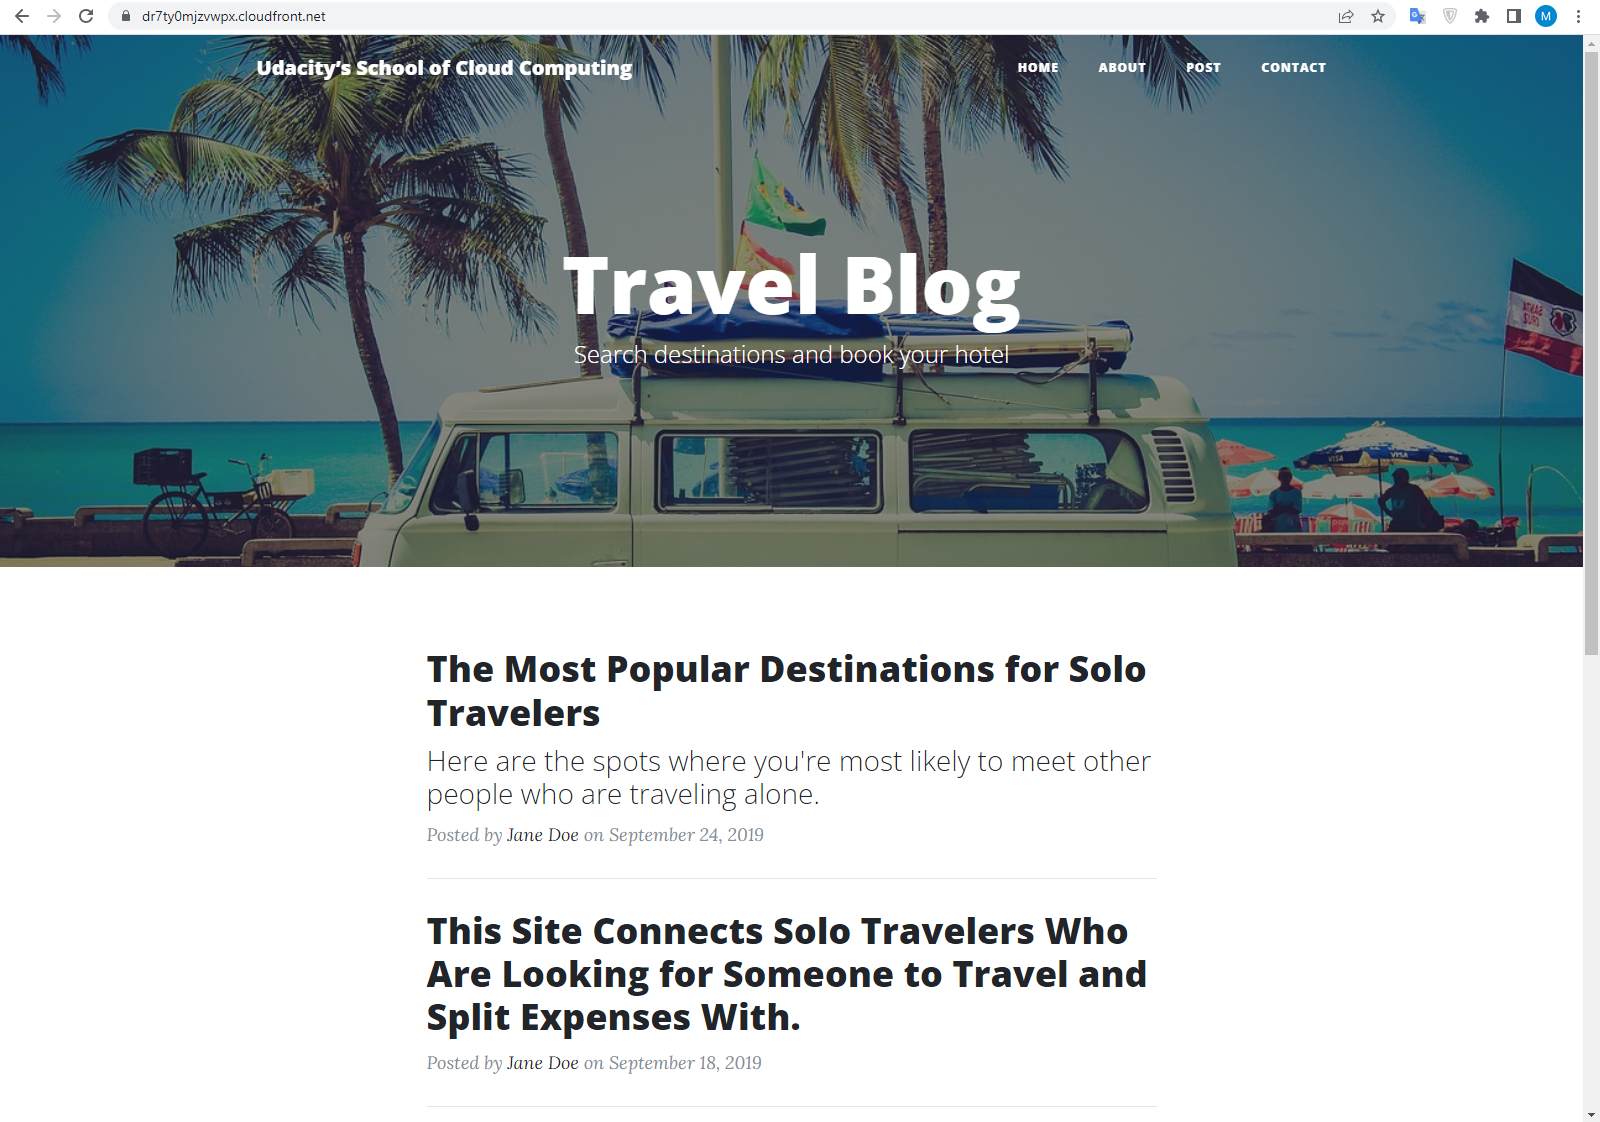 dr7ty0mjzvwpx.cloudfront.net
M
Udacity’s School of Cloud Computing
HOME ABOUT POST CONTACT
Travel Blog
Search destinations and book your hotel
VISA VISA
The Most Popular Destinations for Solo
Travelers
Here are the spots where you're most likely to meet other
people who are traveling alone.
Posted by Jane Doe on September 24, 2019
This Site Connects Solo Travelers Who
Are Looking for Someone to Travel and
Split Expenses With.
Posted by Jane Doe on September 18, 2019